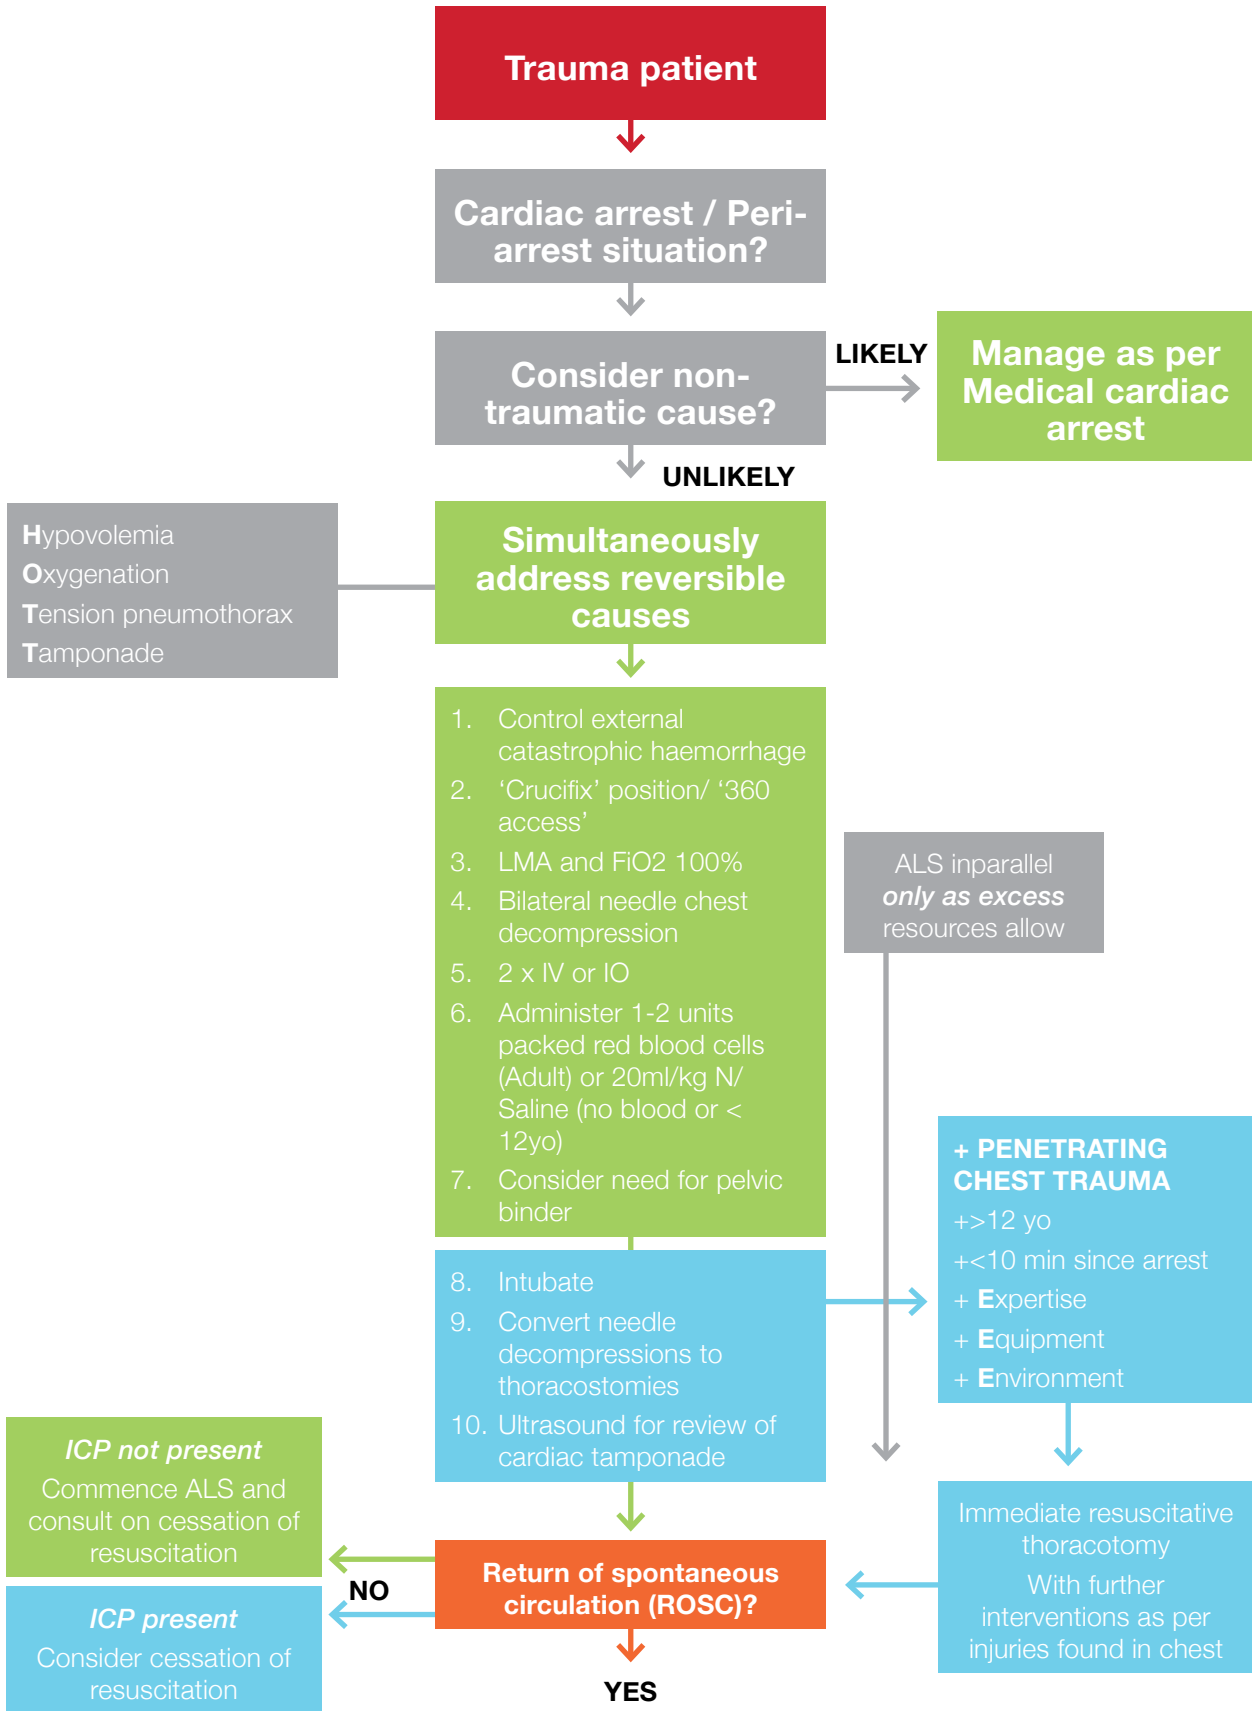 Trauma patient
Cardiac arrest / Peri-
arrest situation?
Consider non-
traumatic cause?
LIKELY
Manage as per
Medical cardiac
arrest
UNLIKELY
Hypovolemia
Oxygenation
Tension pneumothorax
Tamponade
Simultaneously
address reversible
causes
1. Control external
catastrophic haemorrhage
2. ‘Crucifix’ position/ ‘360
access’
3. LMA and FiO2 100%
4. Bilateral needle chest
decompression
5. 2 x IV or IO
6. Administer 1-2 units
packed red blood cells
(Adult) or 20ml/kg N/
Saline (no blood or <
12yo)
7. Consider need for pelvic
binder
ALS inparallel
only as excess
resources allow
8. Intubate
9. Convert needle
decompressions to
thoracostomies
10. Ultrasound for review of
cardiac tamponade
+ PENETRATING
CHEST TRAUMA
+>12 yo
+<10 min since arrest
+ Expertise
+ Equipment
+ Environment
Immediate resuscitative
thoracotomy
With further
interventions as per
injuries found in chest
Return of spontaneous
circulation (ROSC)?
NO
ICP not present
Commence ALS and
consult on cessation of
resuscitation
ICP present
Consider cessation of
resuscitation
YES